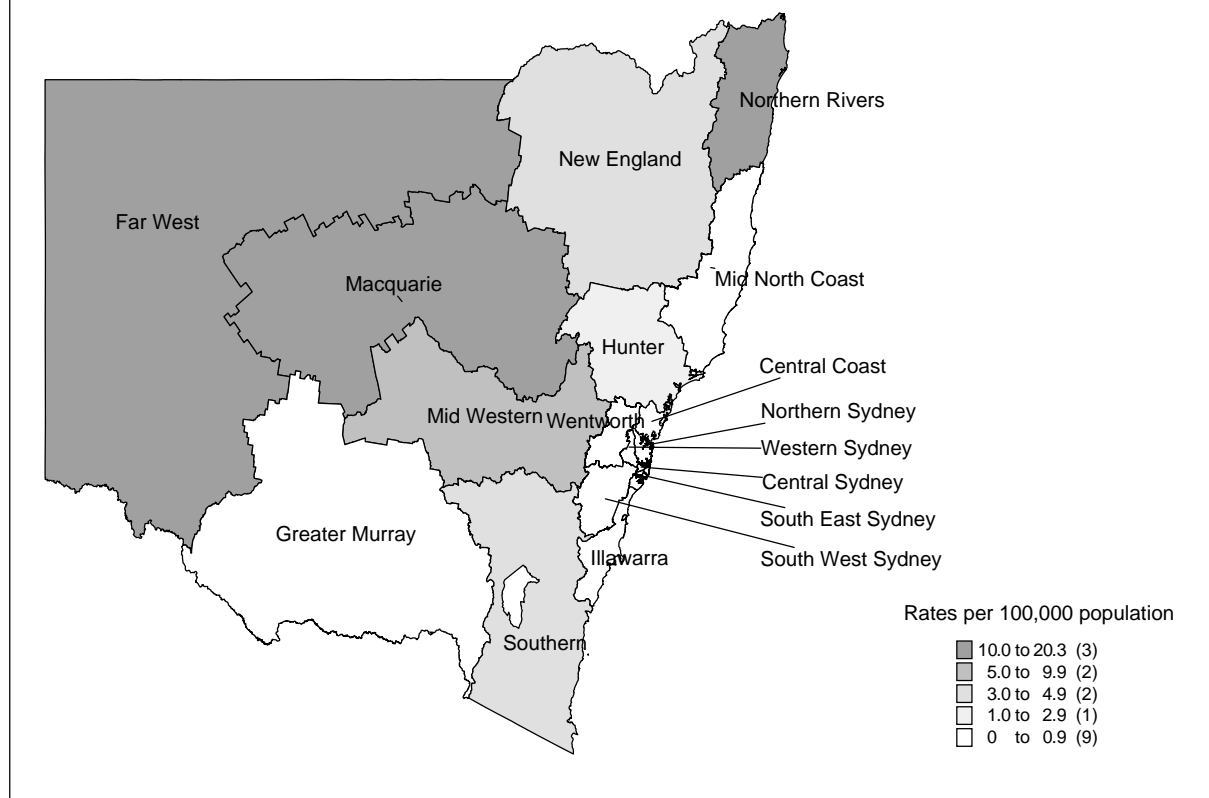 Northern Rivers
New England
Far West
Mid North Coast
Macquarie
Hunter
Central Coast
Northern Sydney
Mid Western
Wentworth
Western Sydney
Central Sydney
South East Sydney
Greater Murray
Illawarra
South West Sydney
Southern
Rates per 100,000 population
10.0 to 20.3 (3)
5.0 to 9.9 (2)
3.0 to 4.9 (2)
1.0 to 2.9 (1)
0 to 0.9 (9)